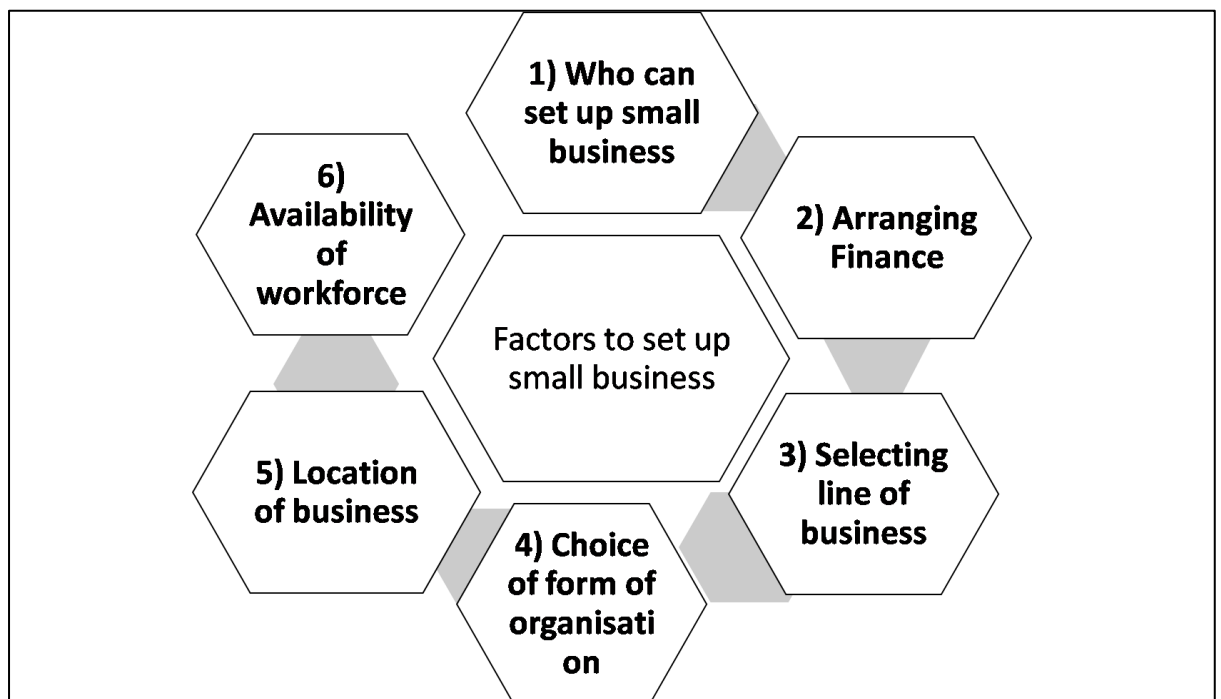 1) Who can
set up small
business
2) Arranging
Finance
3) Selecting
line of
business
4) Choice
of form of
organisati
on
5) Location
of business
6)
Availability
of
workforce
Factors to set up
small business